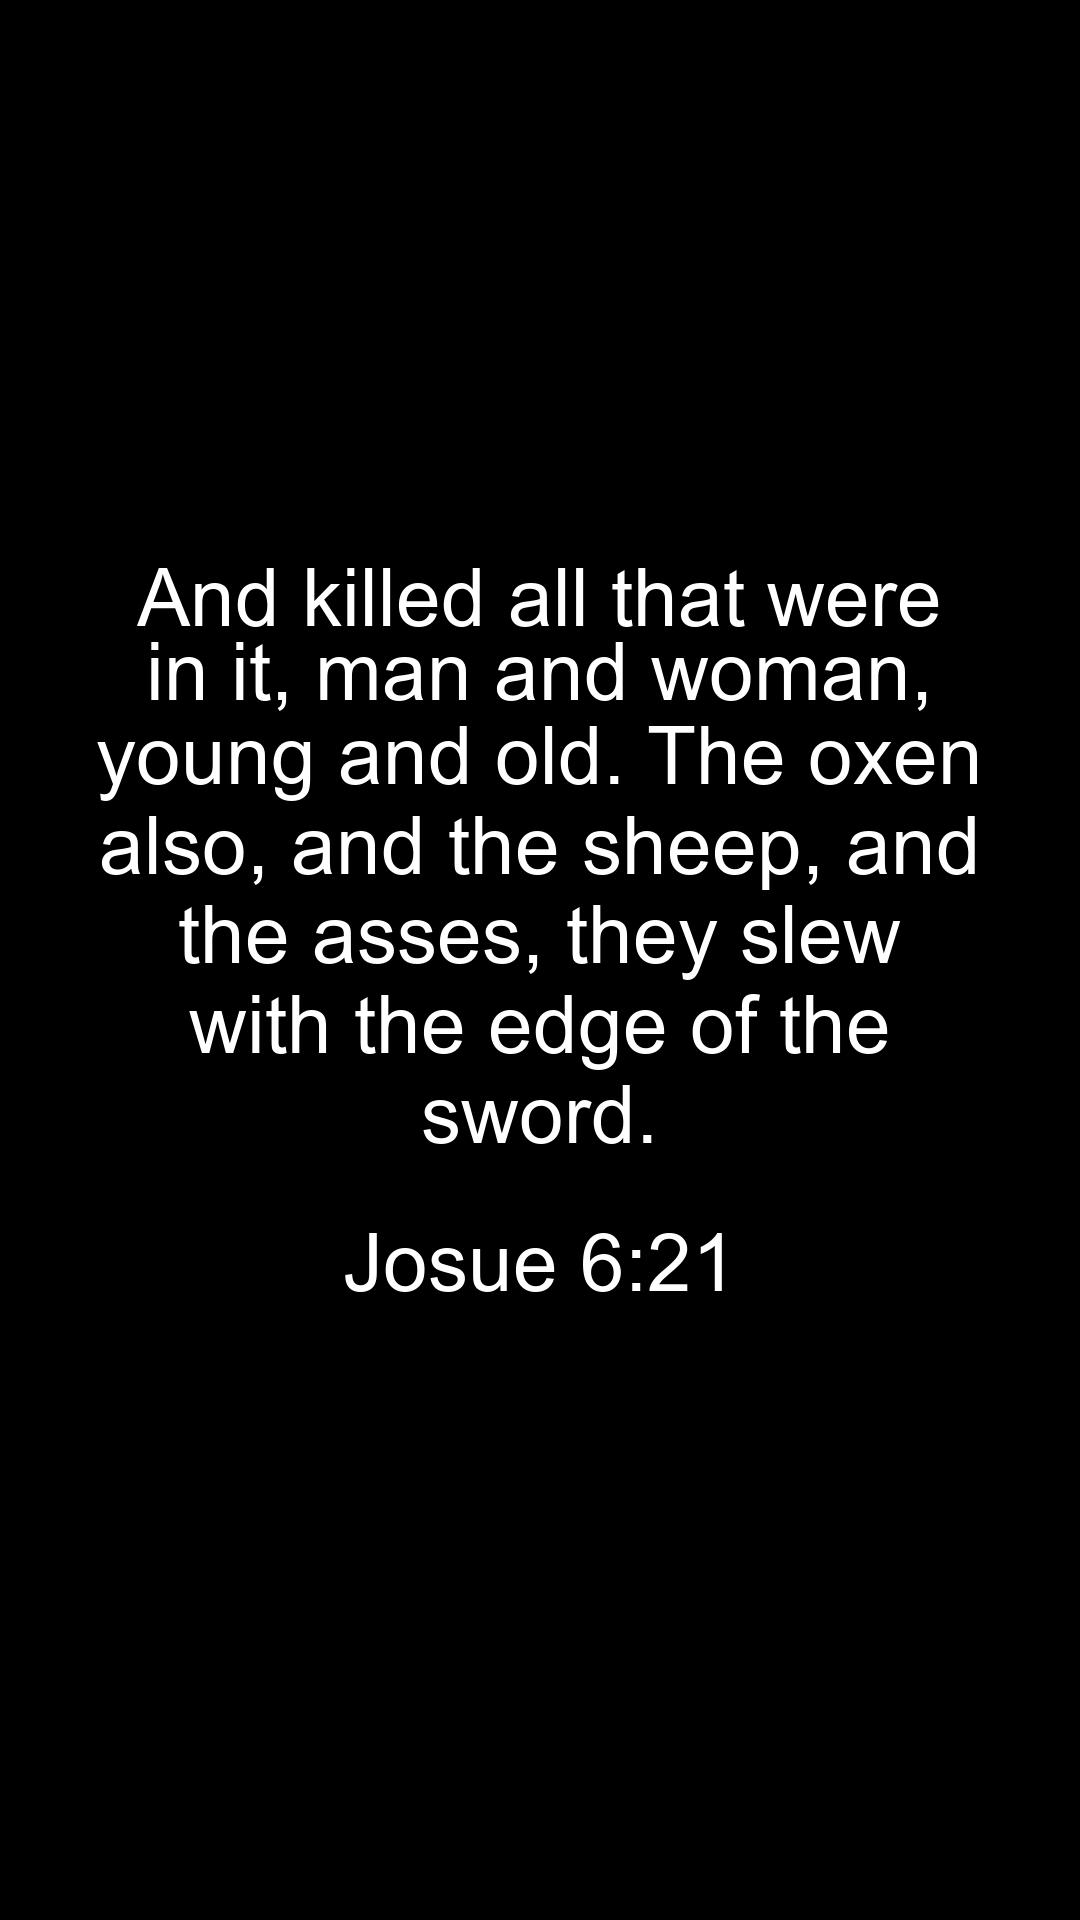 And killed all that were
in it, man and woman,
young and old. The oxen
also, and the sheep, and
the asses, they slew
with the edge of the
sword.
Josue 6:21